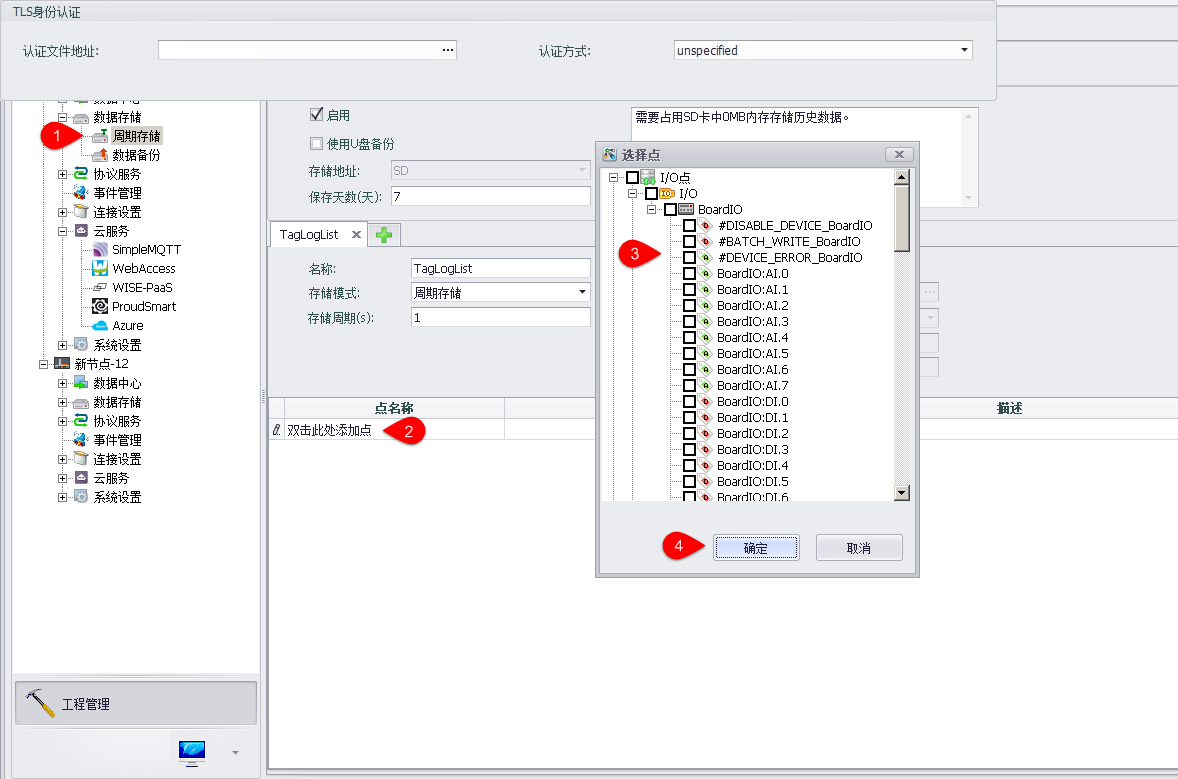 TLS身份认证
认证文件地址:
...
认证方式:
unspecified
数据中心
数据存储
1
周期存储
数据备份
协议服务
事件管理
连接设置
云服务
SimpleMQTT
WebAccess
WISE-PaaS
ProudSmart
Azure
系统设置
新节点-12
数据中心
数据存储
协议服务
事件管理
连接设置
云服务
系统设置
工程管理
启用
使用U盘备份
存储地址:
SD
保存天数(天):
7
需要占用SD卡中0MB内存存储历史数据。
TagLogList
名称:
TagLogList
存储模式:
周期存储
存储周期(s):
1
点名称
描述
双击此处添加点
2
选择点
I/O点
I/O
BoardIO
#DISABLE_DEVICE_BoardIO
#BATCH_WRITE_BoardIO
3
#DEVICE_ERROR_BoardIO
BoardIO:AI.0
BoardIO:AI.1
BoardIO:AI.2
BoardIO:AI.3
BoardIO:AI.4
BoardIO:AI.5
BoardIO:AI.6
BoardIO:AI.7
BoardIO:DI.0
BoardIO:DI.1
BoardIO:DI.2
BoardIO:DI.3
BoardIO:DI.4
BoardIO:DI.5
BoardIO:DI.6
4
确定
取消